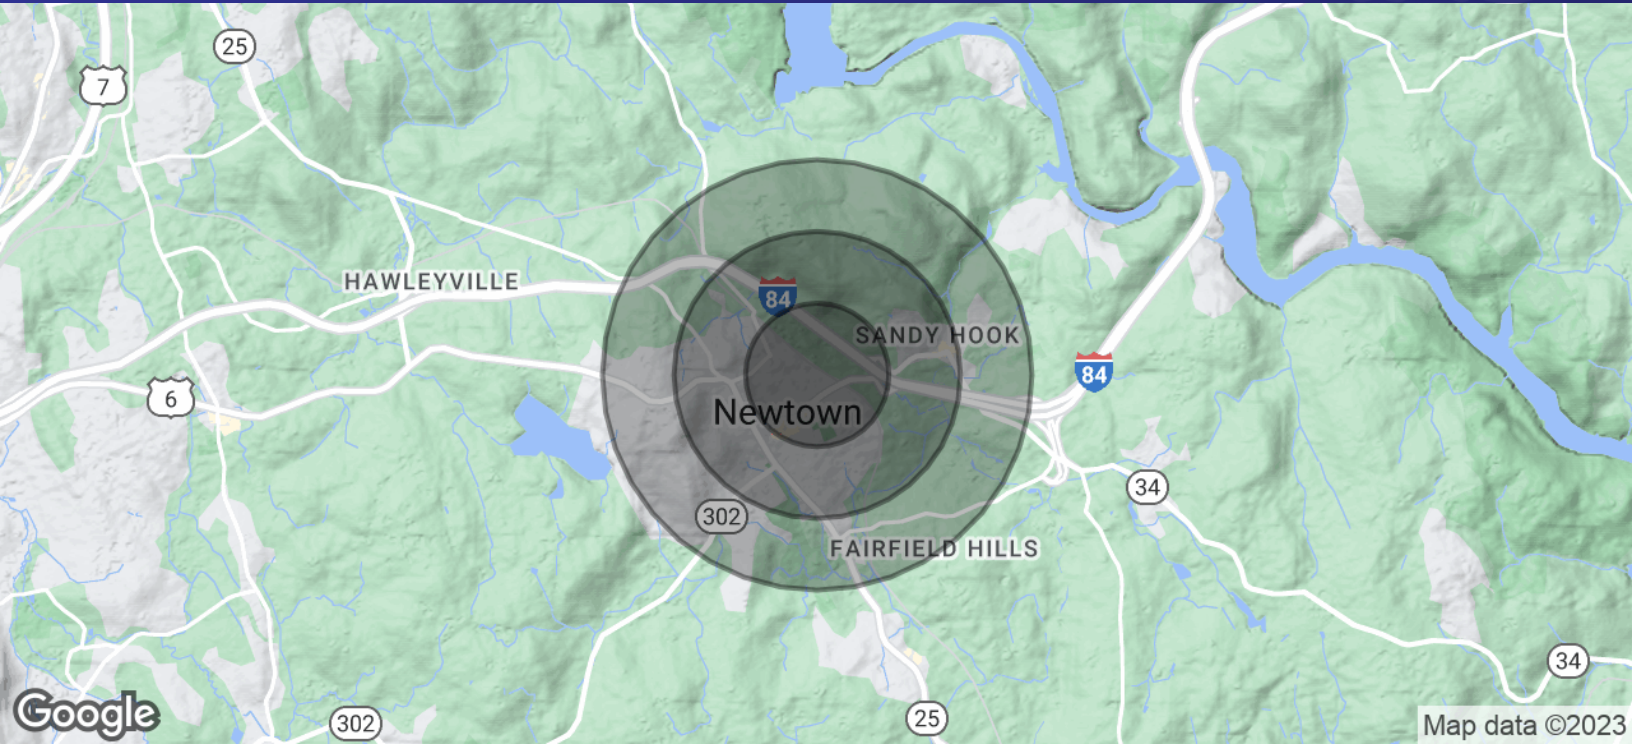 25
7
84
HAWLEYVILLE
SANDY HOOK
84
6
Newtown
34
302
FAIRFIELD HILLS
34
Google
302
25
Map data ©2023